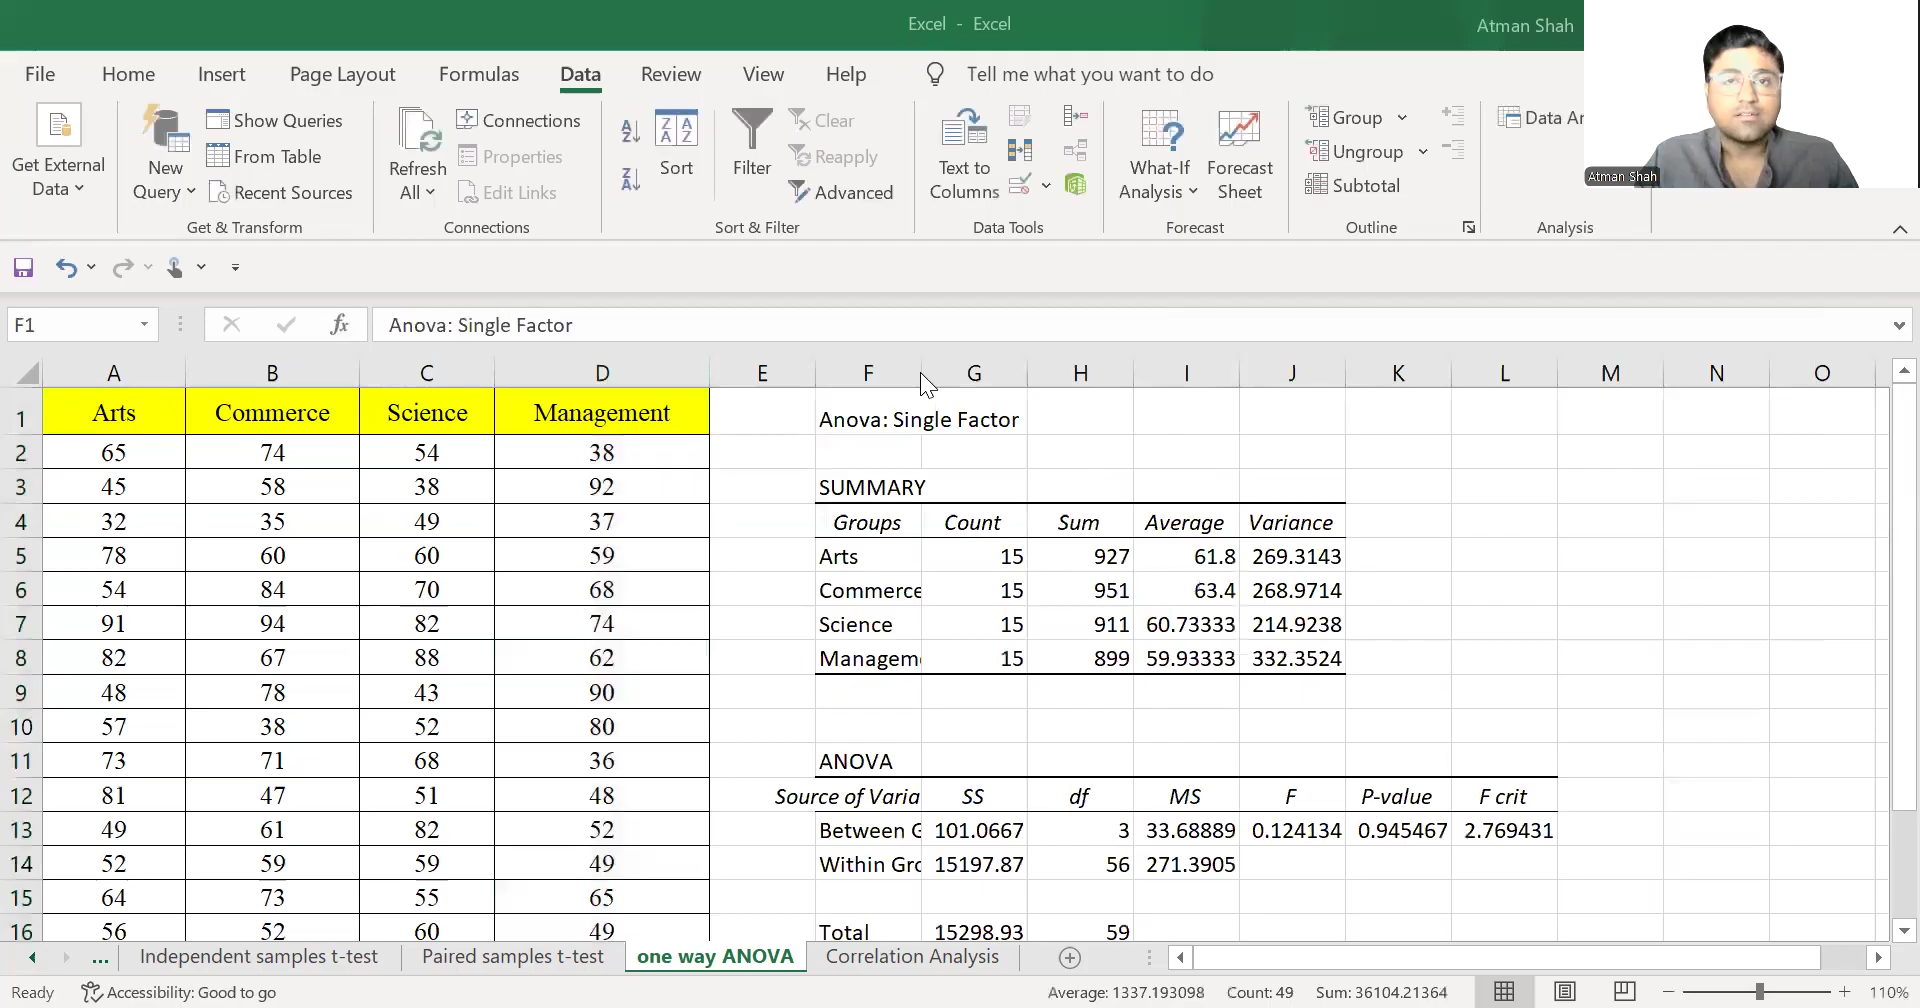 Excel - Excel
Atman Shah
File Home Insert Page Layout Formulas Data Review View Help Tell me what you want to do
Get External Data
New Query
Show Queries
From Table
Recent Sources
Get & Transform
Refresh All
Connections
Properties
Edit Links
Connections
Sort
Filter
Clear
Reapply
Advanced
Sort & Filter
Text to Columns
Data Tools
What-If Analysis
Forecast Sheet
Forecast
Group
Ungroup
Subtotal
Outline
Data Ar
Analysis
Atman Shah
F1 fx Anova: Single Factor
A B C D E F G H I J K L M N O
1 Arts Commerce Science Management Anova: Single Factor
2 65 74 54 38
3 45 58 38 92 SUMMARY
4 32 35 49 37 Groups Count Sum Average Variance
5 78 60 60 59 Arts 15 927 61.8 269.3143
6 54 84 70 68 Commerce 15 951 63.4 268.9714
7 91 94 82 74 Science 15 911 60.73333 214.9238
8 82 67 88 62 Managem 15 899 59.93333 332.3524
9 48 78 43 90
10 57 38 52 80
11 73 71 68 36 ANOVA
12 81 47 51 48 Source of Varia SS df MS F P-value F crit
13 49 61 82 52 Between G 101.0667 3 33.68889 0.124134 0.945467 2.769431
14 52 59 59 49 Within Gro 15197.87 56 271.3905
15 64 73 55 65
16 56 52 60 49 Total 15298.93 59
... Independent samples t-test Paired samples t-test one way ANOVA Correlation Analysis
Ready Accessibility: Good to go Average: 1337.193098 Count: 49 Sum: 36104.21364 110%